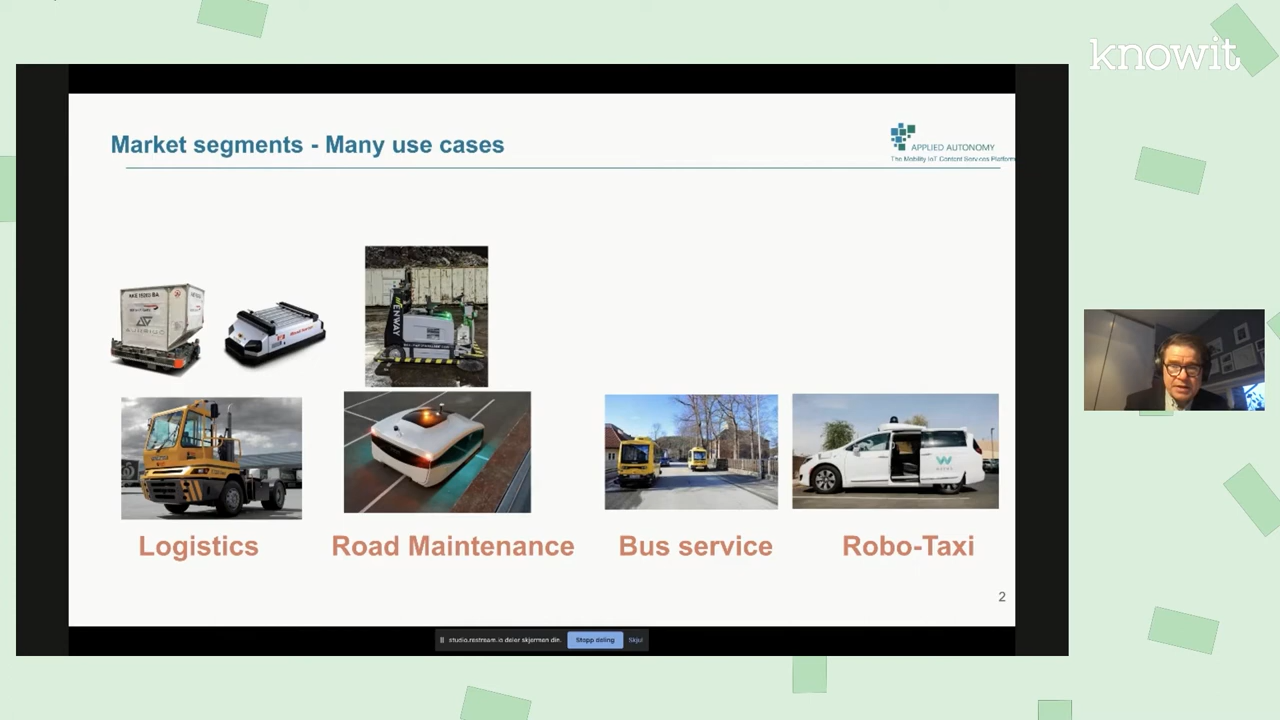 knowit
Market segments - Many use cases
APPLIED AUTONOMY
The Mobility IoT Content Services Platform
ENWAY
Logistics
Road Maintenance
Bus service
Robo-Taxi
2
studio.restream.io deler skjermen din.
Stopp deling
Skjul